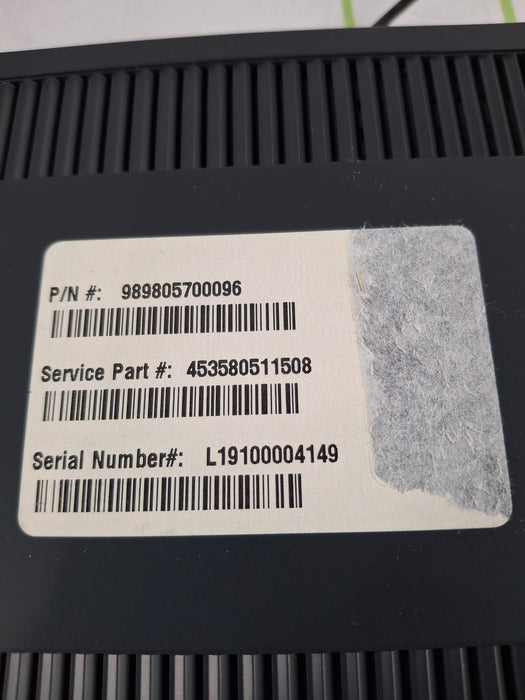 P/N #: 989805700096
Service Part #: 453580511508
Serial Number#: L19100004149